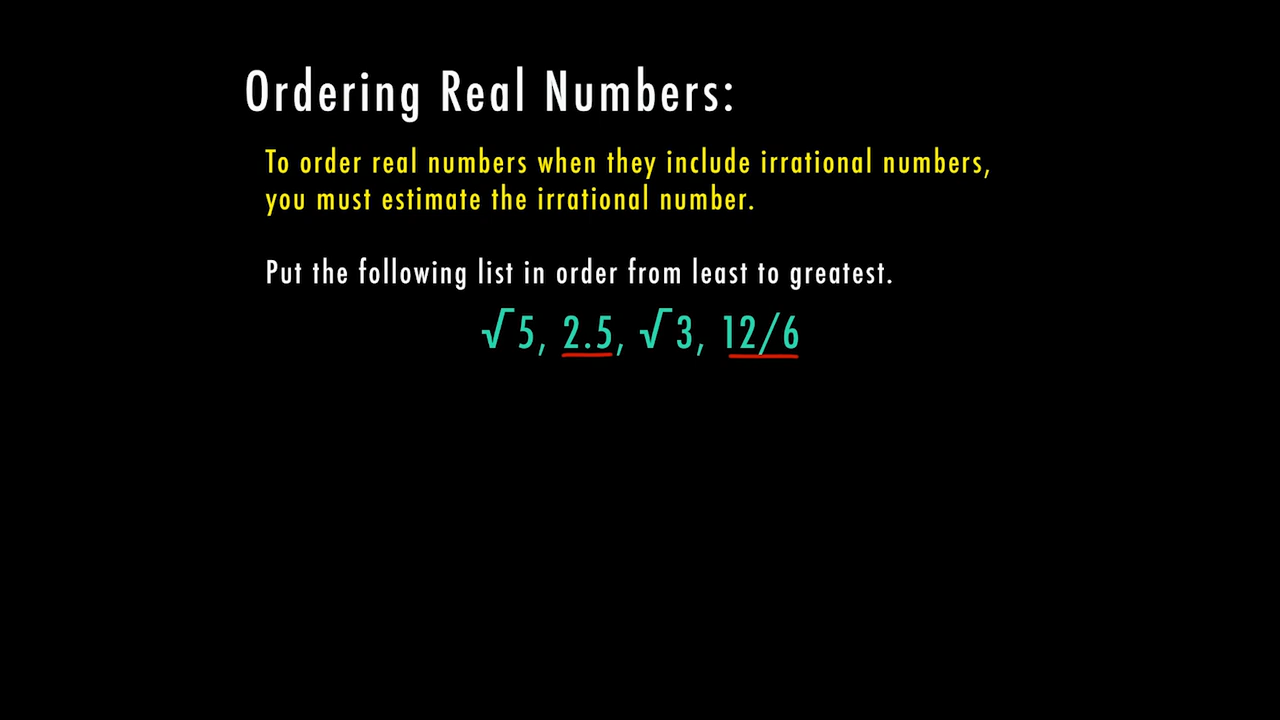 Ordering Real Numbers:
To order real numbers when they include irrational numbers,
you must estimate the irrational number.
Put the following list in order from least to greatest.
√5, 2.5, √3, 12/6